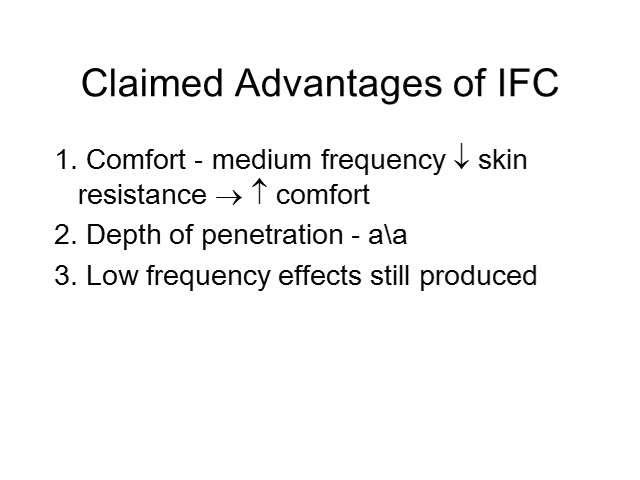 Claimed Advantages of IFC
1. Comfort - medium frequency ↓ skin
resistance → ↑ comfort
2. Depth of penetration - a\a
3. Low frequency effects still produced